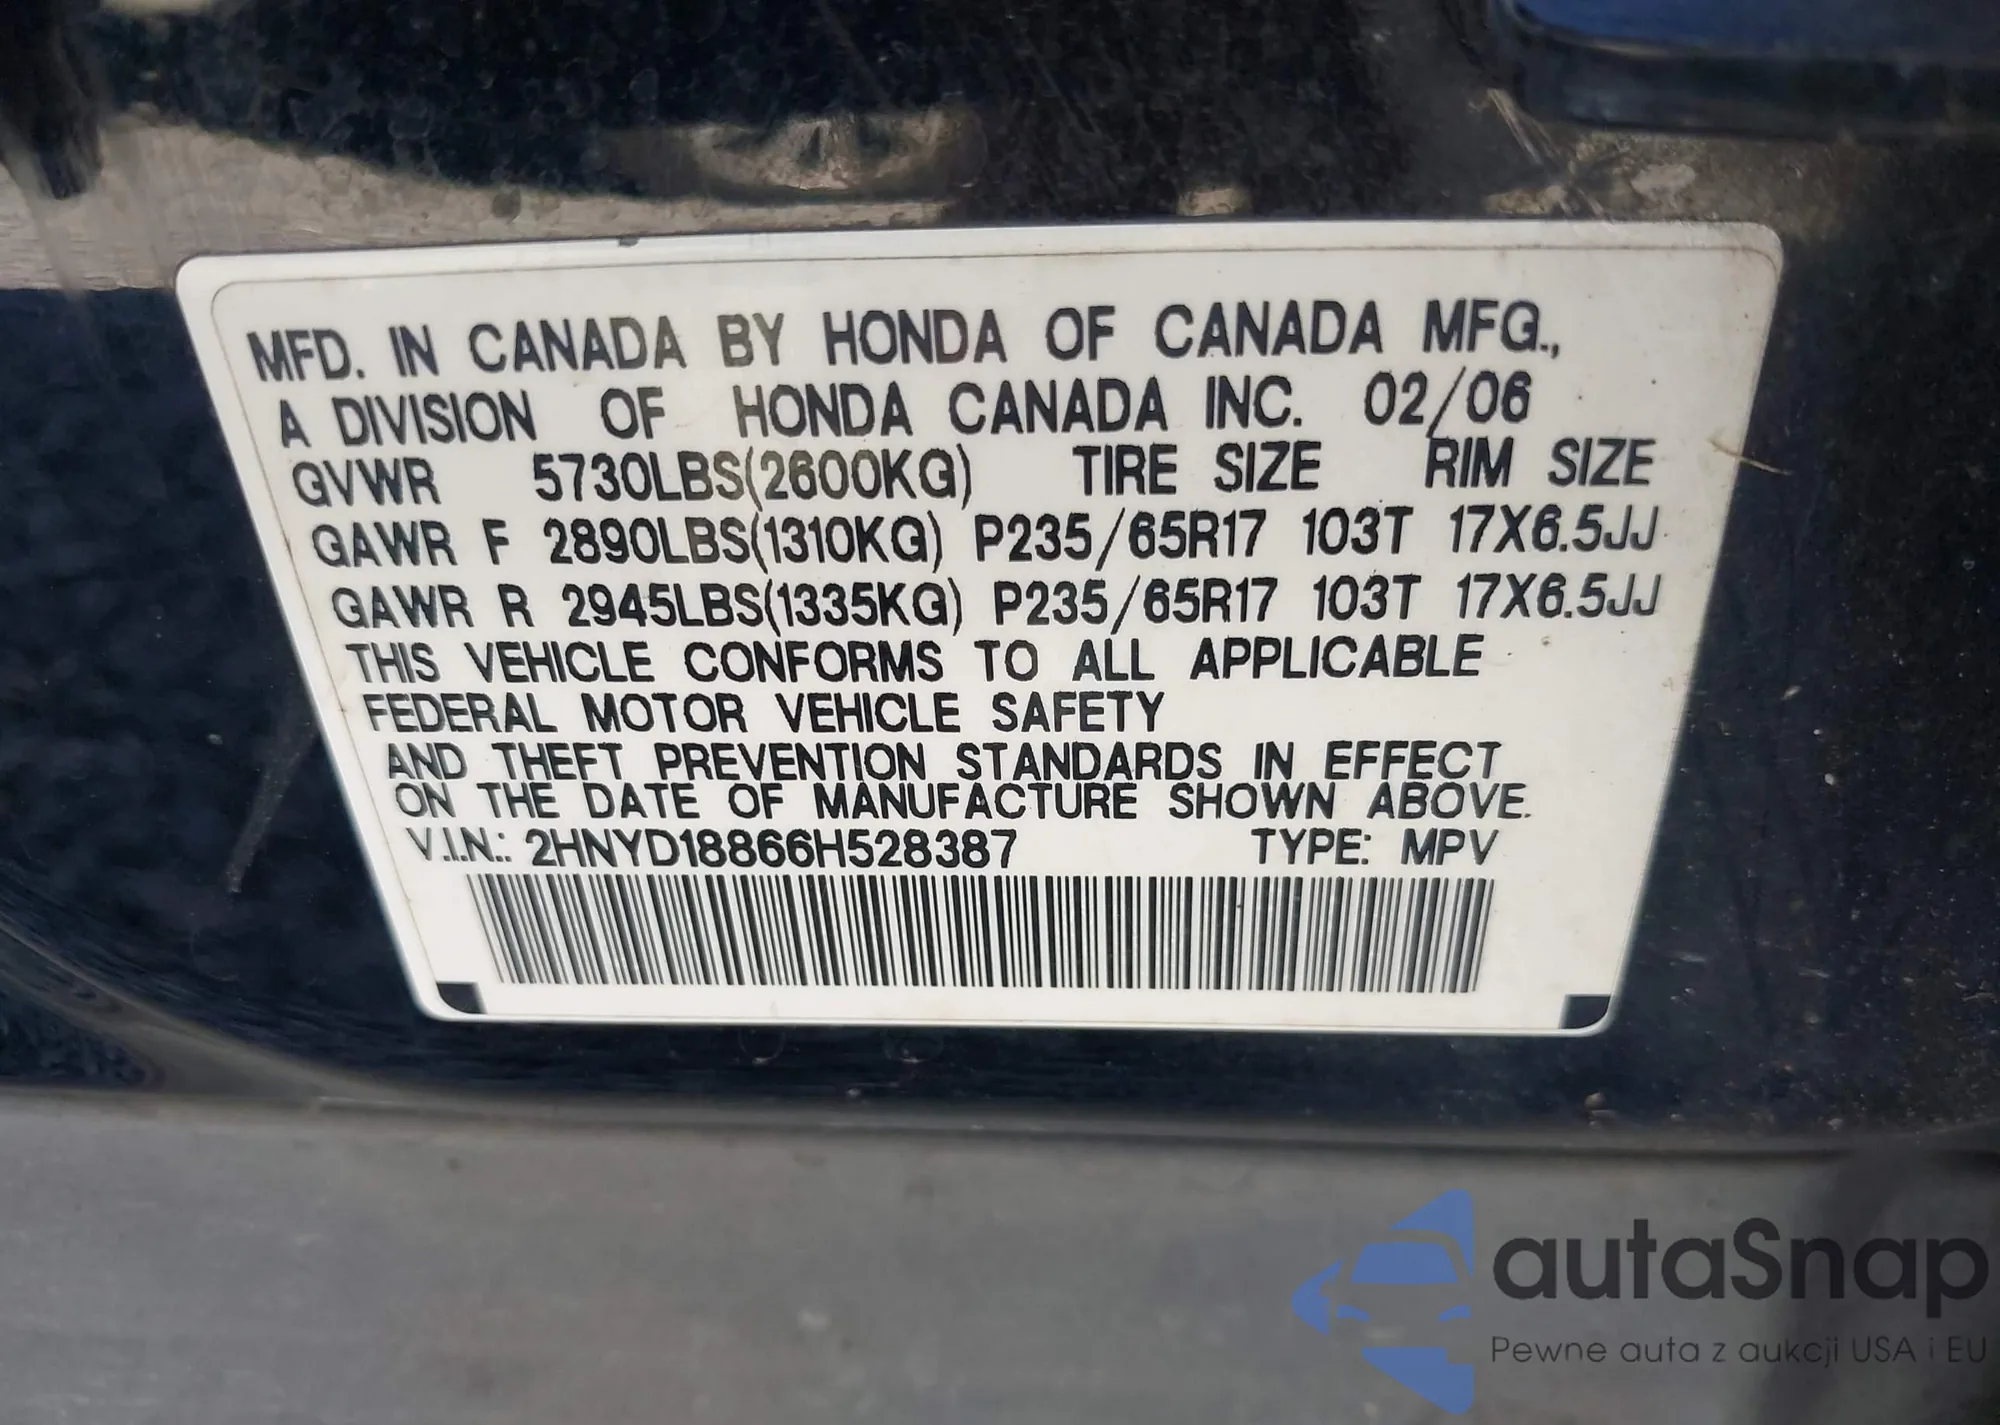 MFD. IN CANADA BY HONDA OF CANADA MFG.,
A DIVISION OF HONDA CANADA INC. 02/06
GVWR 5730LBS(2600KG) TIRE SIZE RIM SIZE
GAWR F 2890LBS(1310KG) P235/65R17 103T 17X6.5JJ
GAWR R 2945LBS(1335KG) P235/65R17 103T 17X6.5JJ
THIS VEHICLE CONFORMS TO ALL APPLICABLE
FEDERAL MOTOR VEHICLE SAFETY
AND THEFT PREVENTION STANDARDS IN EFFECT
ON THE DATE OF MANUFACTURE SHOWN ABOVE.
V.I.N.: 2HNYD18866H528387 TYPE: MPV
autaSnap
Pewne auta z aukcji USA i EU